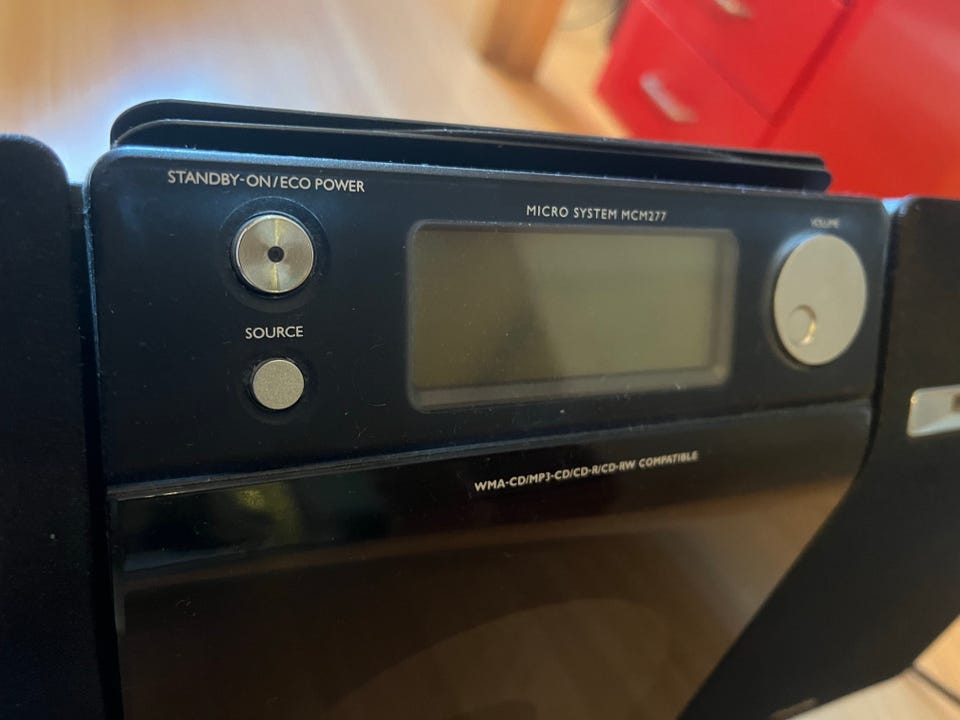 STANDBY-ON/ECO POWER
MICRO SYSTEM MCM277
VOLUME
SOURCE
WMA-CD/MP3-CD/CD-R/CD-RW COMPATIBLE